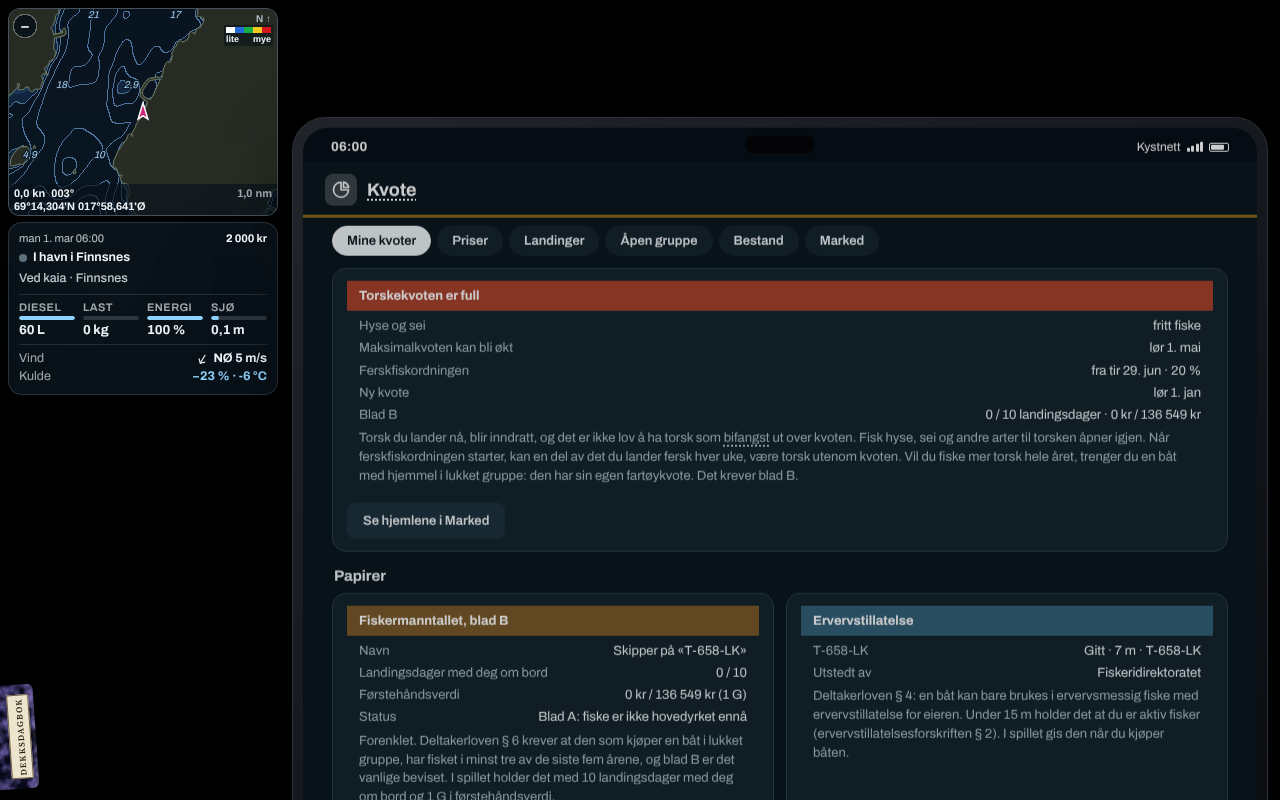 21
17
N ↑
–
lite mye
18
2,9
4,9
10
0,0 kn 003°
1,0 nm
69°14,304'N 017°58,641'Ø
man 1. mar 06:00
2 000 kr
I havn i Finnsnes
Ved kaia · Finnsnes
DIESEL LAST ENERGI SJØ
60 L 0 kg 100 % 0,1 m
Vind ↙ NØ 5 m/s
Kulde −23 % · -6 °C
DEKKSDAGBOK
06:00
Kystnett
Kvote
Mine kvoter Priser Landinger Åpen gruppe Bestand Marked
Torskekvoten er full
Hyse og sei fritt fiske
Maksimalkvoten kan bli økt lør 1. mai
Ferskfiskordningen fra tir 29. jun · 20 %
Ny kvote lør 1. jan
Blad B 0 / 10 landingsdager · 0 kr / 136 549 kr
Torsk du lander nå, blir inndratt, og det er ikke lov å ha torsk som bifangst ut over kvoten. Fisk hyse, sei og andre arter til torsken åpner igjen. Når
ferskfiskordningen starter, kan en del av det du lander fersk hver uke, være torsk utenom kvoten. Vil du fiske mer torsk hele året, trenger du en båt
med hjemmel i lukket gruppe: den har sin egen fartøykvote. Det krever blad B.
Se hjemlene i Marked
Papirer
Fiskermanntallet, blad B
Navn Skipper på «T-658-LK»
Landingsdager med deg om bord 0 / 10
Førstehåndsverdi 0 kr / 136 549 kr (1 G)
Status Blad A: fiske er ikke hovedyrket ennå
Forenklet. Deltakerloven § 6 krever at den som kjøper en båt i lukket
gruppe, har fisket i minst tre av de siste fem årene, og blad B er det
vanlige beviset. I spillet holder det med 10 landingsdager med deg
om bord og 1 G i førstehåndsverdi.
Ervervstillatelse
T-658-LK Gitt · 7 m · T-658-LK
Utstedt av Fiskeridirektoratet
Deltakerloven § 4: en båt kan bare brukes i ervervsmessig fiske med
ervervstillatelse for eieren. Under 15 m holder det at du er aktiv fisker
(ervervstillatelsesforskriften § 2). I spillet gis den når du kjøper
båten.